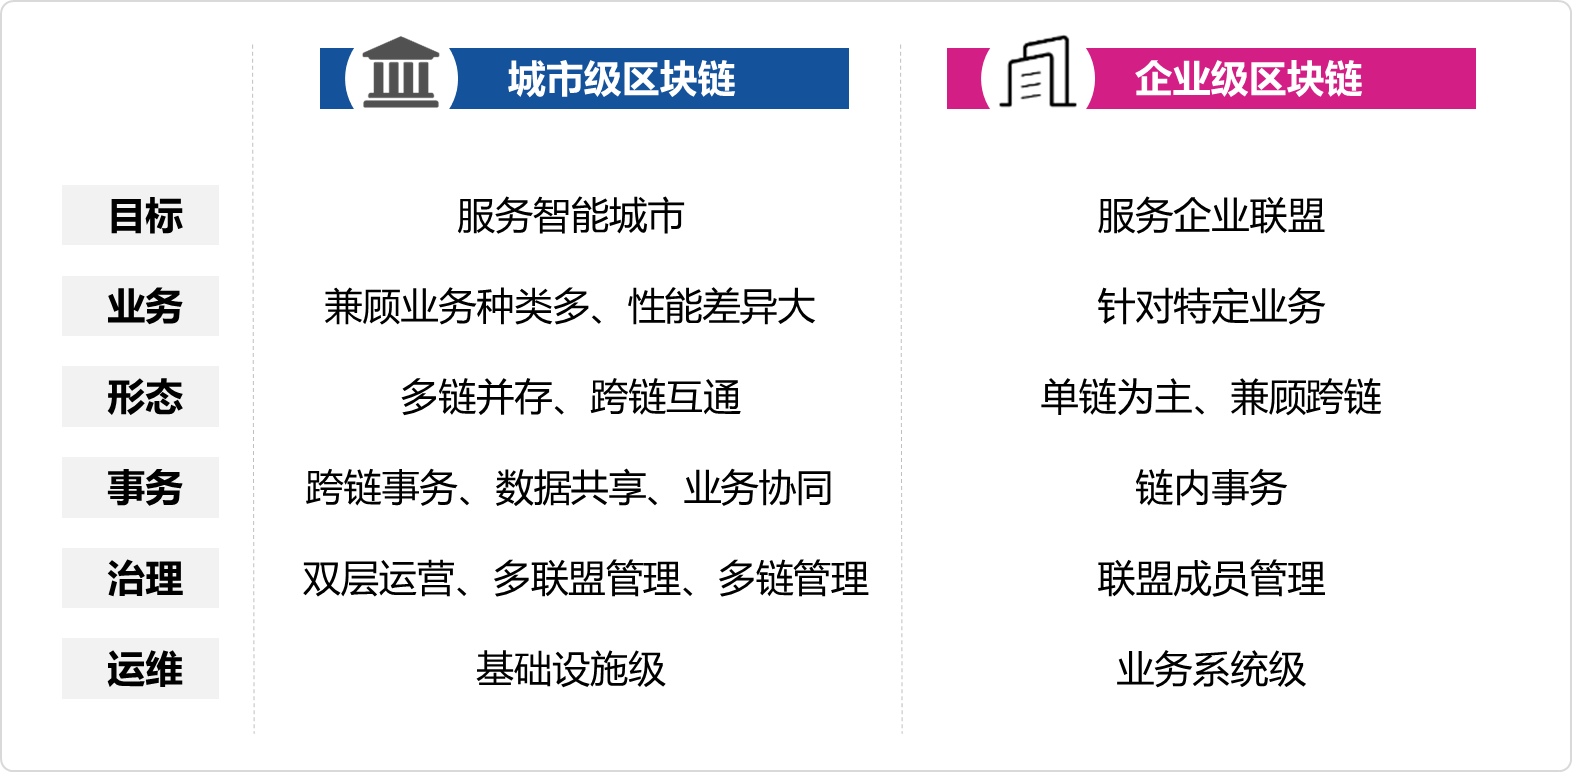 城市级区块链 企业级区块链
目标 服务智能城市 服务企业联盟
业务 兼顾业务种类多、性能差异大 针对特定业务
形态 多链并存、跨链互通 单链为主、兼顾跨链
事务 跨链事务、数据共享、业务协同 链内事务
治理 双层运营、多联盟管理、多链管理 联盟成员管理
运维 基础设施级 业务系统级